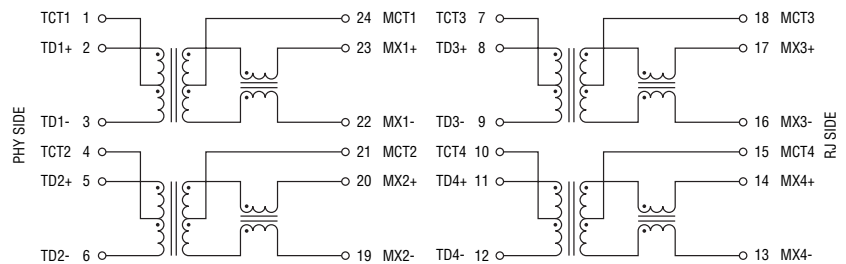 TCT1 1
24 MCT1
TCT3 7
18 MCT3
TD1+ 2
23 MX1+
TD3+ 8
17 MX3+
TD1- 3
22 MX1-
TD3- 9
16 MX3-
PHY SIDE
RJ SIDE
TCT2 4
21 MCT2
TCT4 10
15 MCT4
TD2+ 5
20 MX2+
TD4+ 11
14 MX4+
TD2- 6
19 MX2-
TD4- 12
13 MX4-